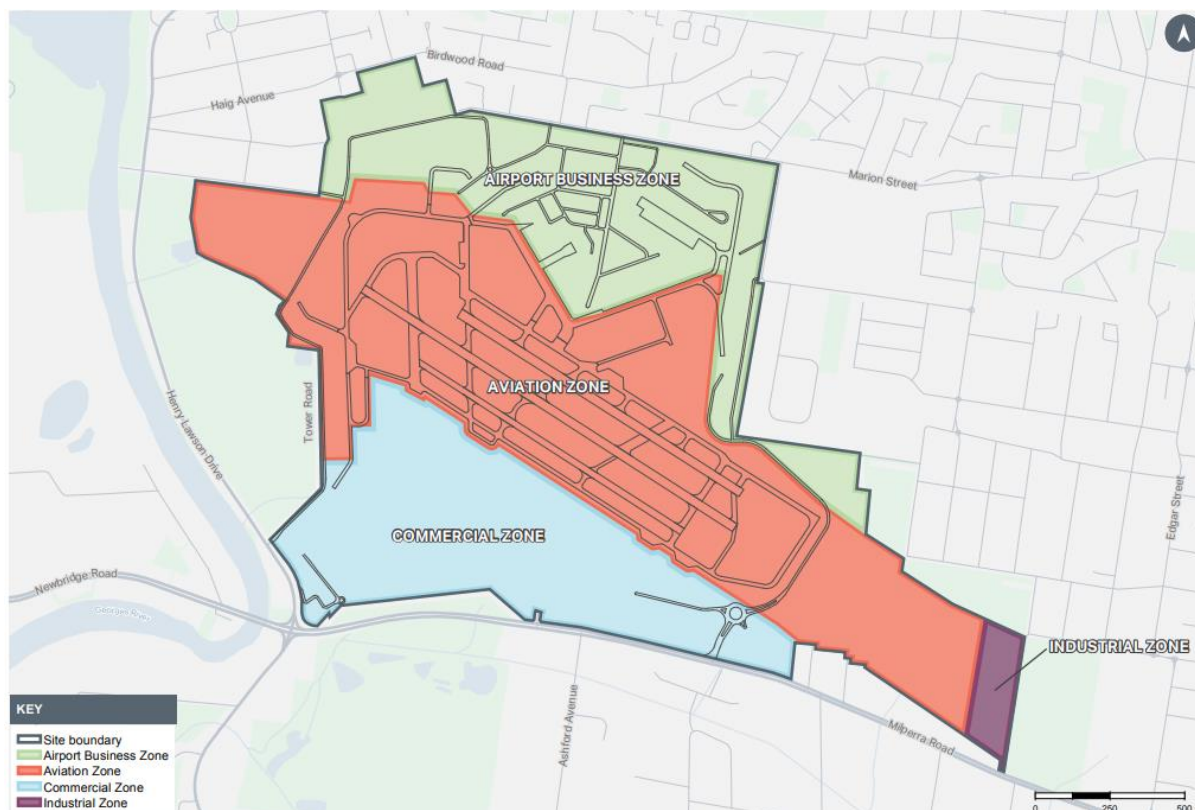 Birdwood Road
Haig Avenue
Marion Street
AIRPORT BUSINESS ZONE
AVIATION ZONE
Tower Road
Henry Lawson Drive
Edgar Street
COMMERCIAL ZONE
Newbridge Road
Georges River
INDUSTRIAL ZONE
Ashford Avenue
Milperra Road
KEY
Site boundary
Airport Business Zone
Aviation Zone
Commercial Zone
Industrial Zone
0 250 500